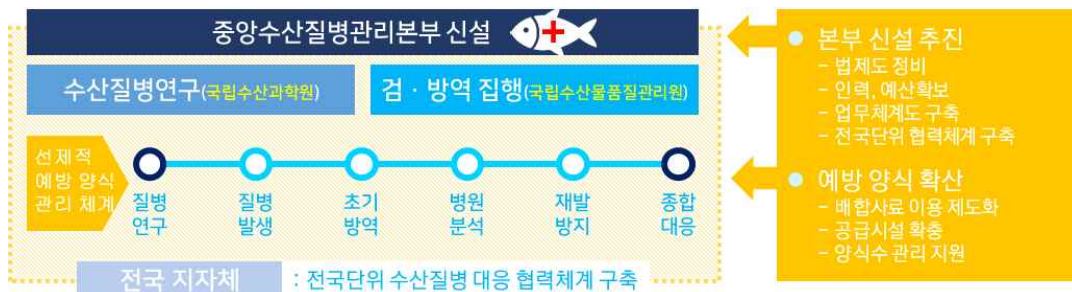 중앙수산질병관리본부 신설
수산질병연구(국립수산과학원)
검 · 방역 집행(국립수산물품질관리원)
선제적
예방 양식
관리 체계
질병
연구
질병
발생
초기
방역
병원
분석
재발
방지
종합
대응
전국 지자체 : 전국단위 수산질병 대응 협력체계 구축
본부 신설 추진
- 법제도 정비
- 인력, 예산확보
- 업무체계도 구축
- 전국단위 협력체계 구축
예방 양식 확산
- 배합사료 이용 제도화
- 공급시설 확충
- 양식수 관리 지원